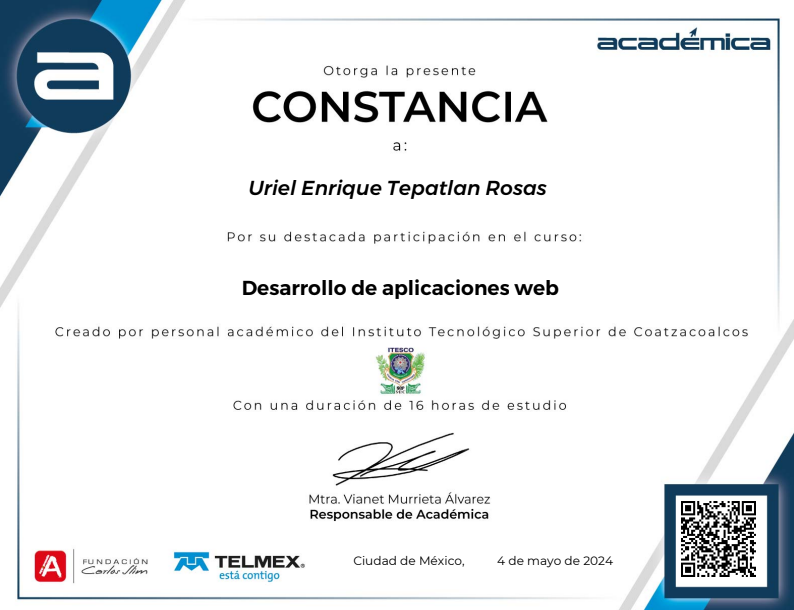 académica
Otorga la presente
CONSTANCIA
a:
Uriel Enrique Tepatlan Rosas
Por su destacada participación en el curso:
Desarrollo de aplicaciones web
Creado por personal académico del Instituto Tecnológico Superior de Coatzacoalcos
ITESCO
Con una duración de 16 horas de estudio
Mtra. Vianet Murrieta Álvarez
Responsable de Académica
FUNDACIÓN
Carlos Slim
TELMEX.
está contigo
Ciudad de México, 4 de mayo de 2024